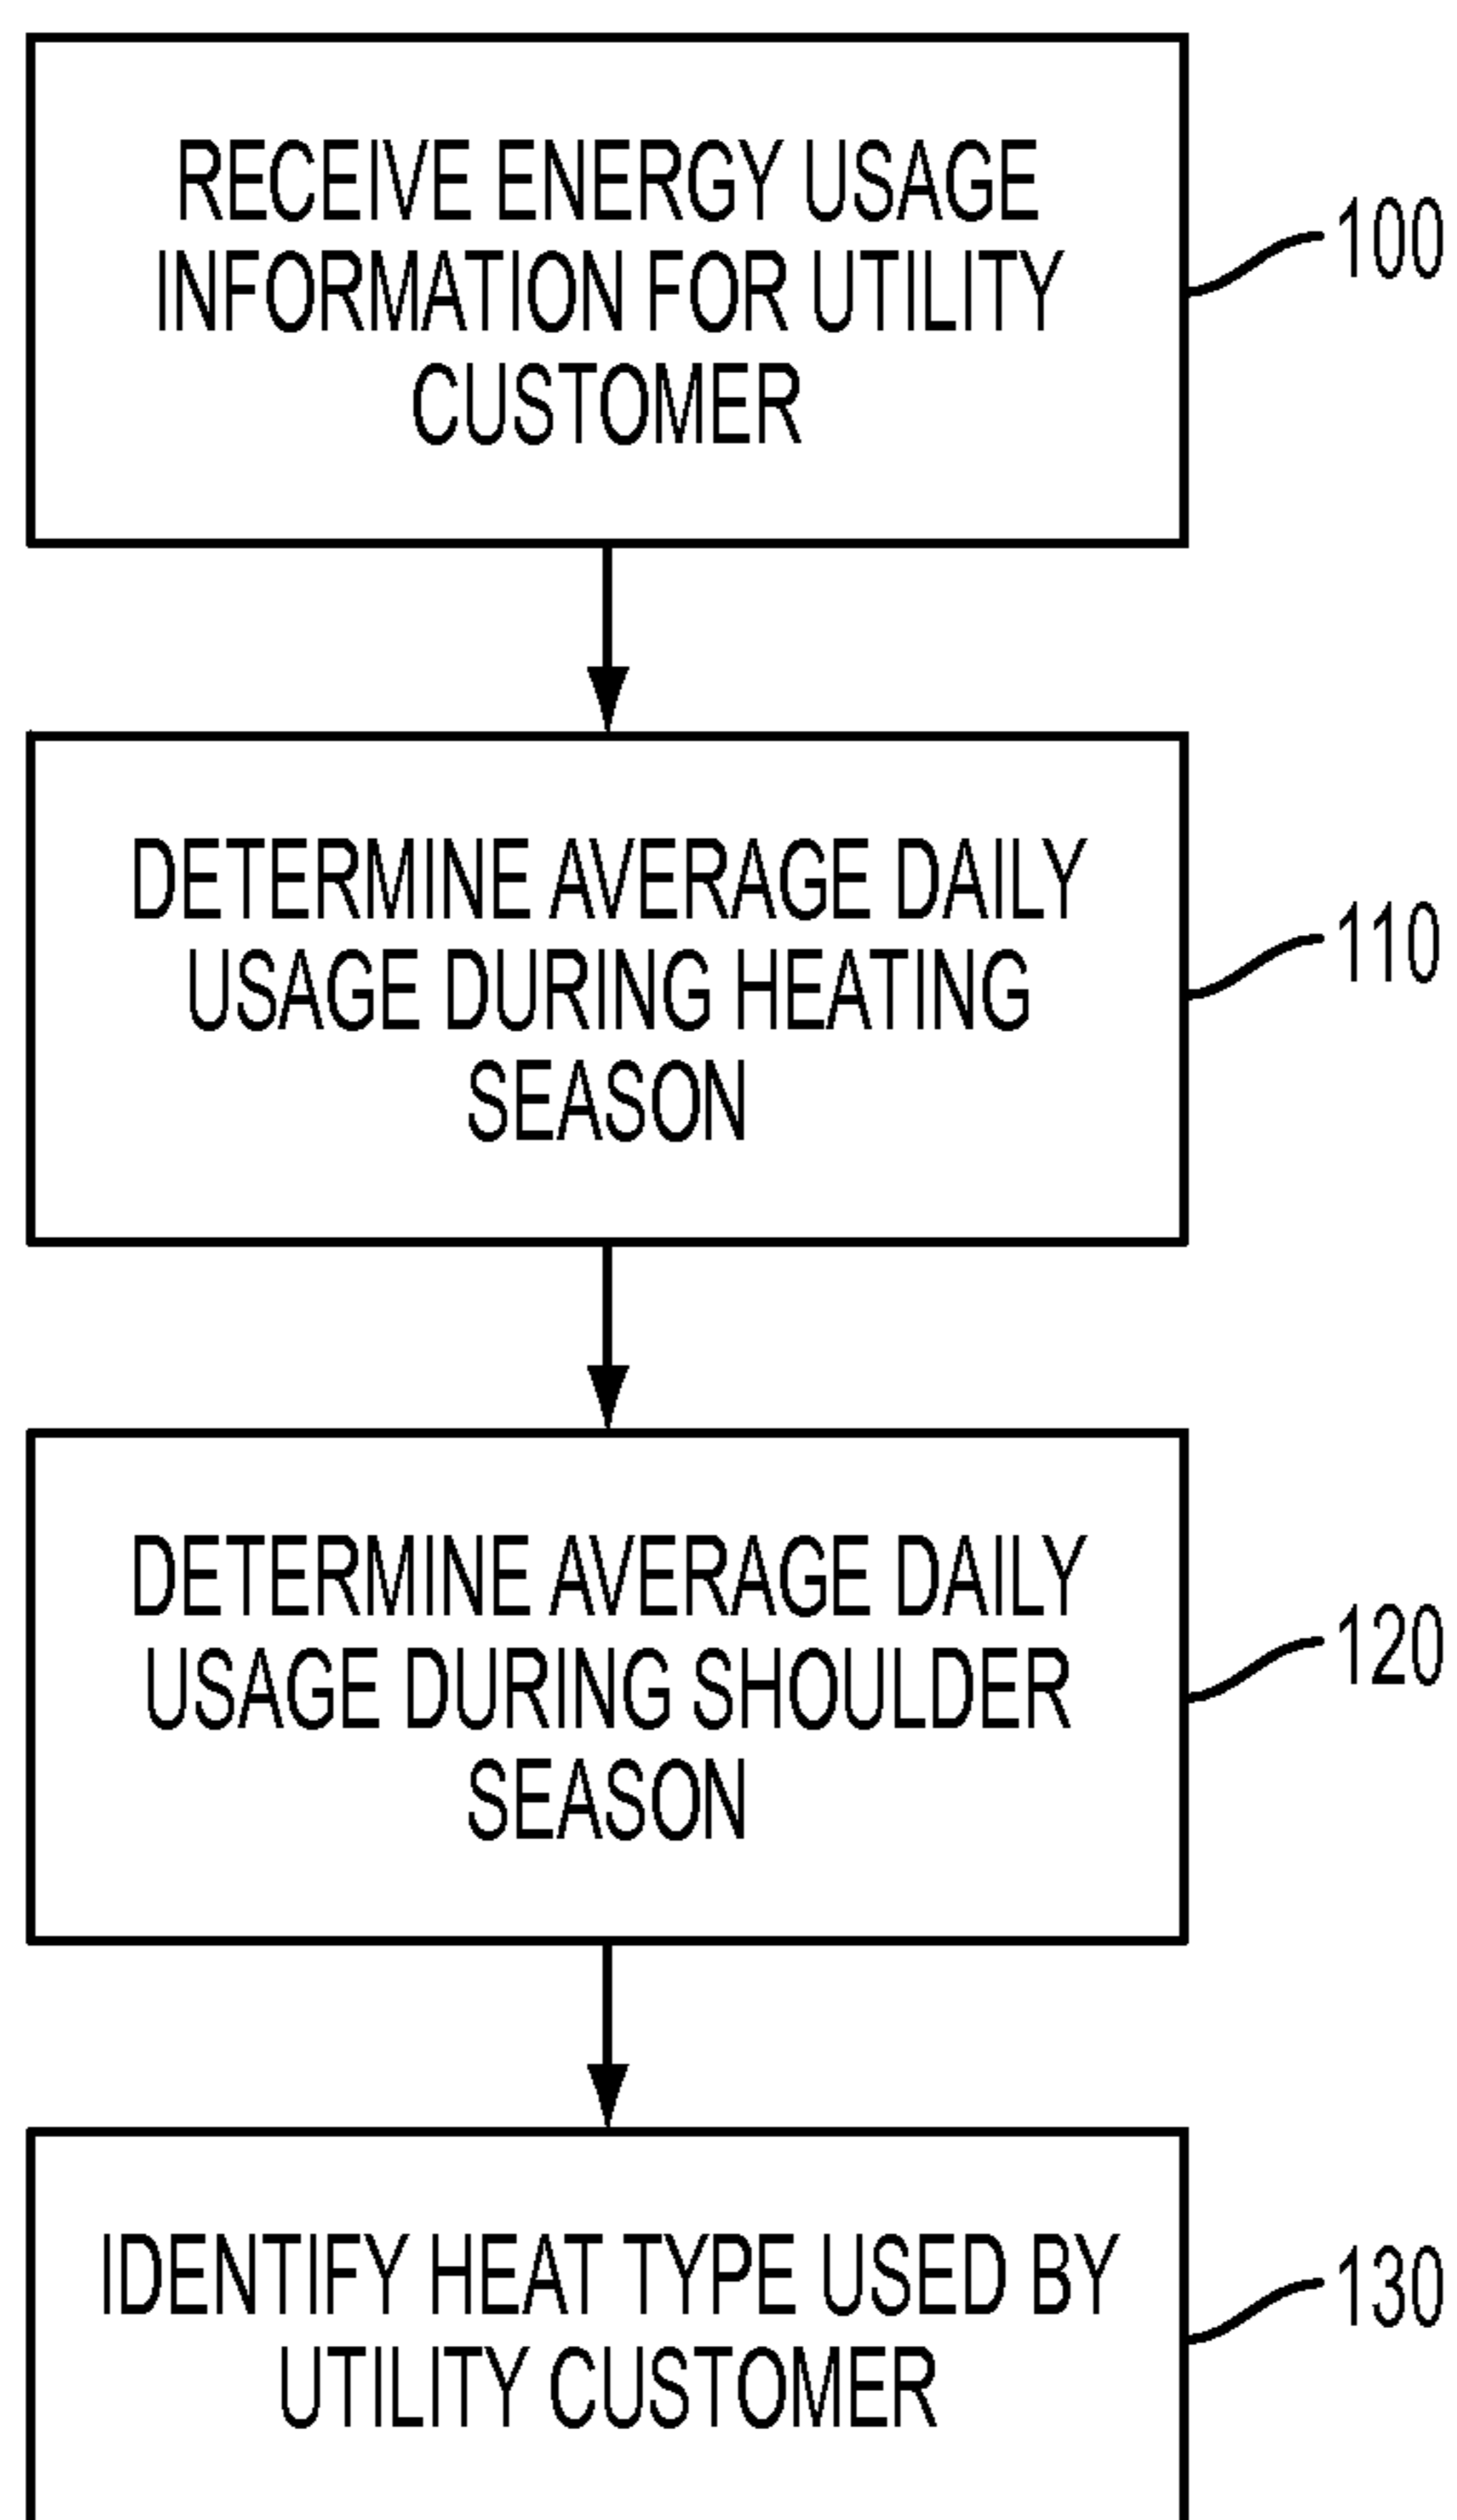 RECEIVE ENERGY USAGE
INFORMATION FOR UTILITY
CUSTOMER
100
DETERMINE AVERAGE DAILY
USAGE DURING HEATING
SEASON
110
DETERMINE AVERAGE DAILY
USAGE DURING SHOULDER
SEASON
120
IDENTIFY HEAT TYPE USED BY
UTILITY CUSTOMER
130